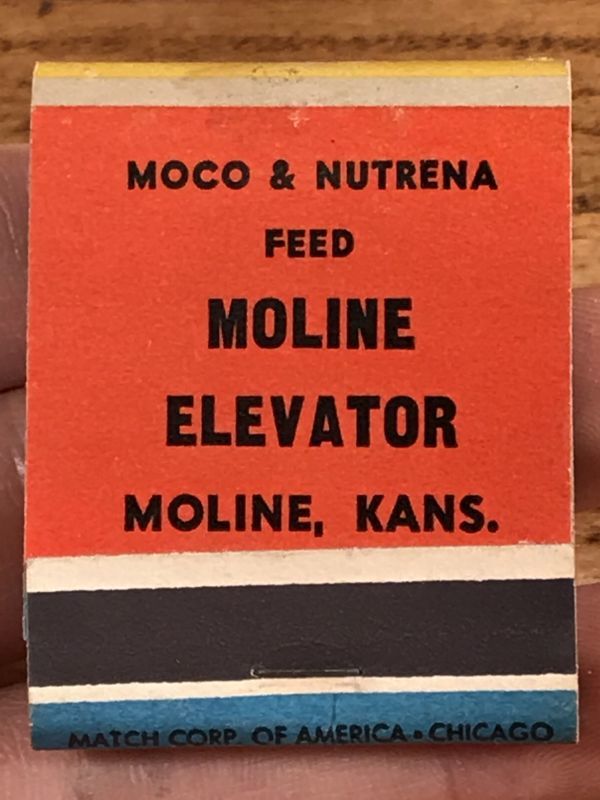 MOCO & NUTRENA
FEED
MOLINE
ELEVATOR
MOLINE, KANS.
MATCH CORP. OF AMERICA • CHICAGO